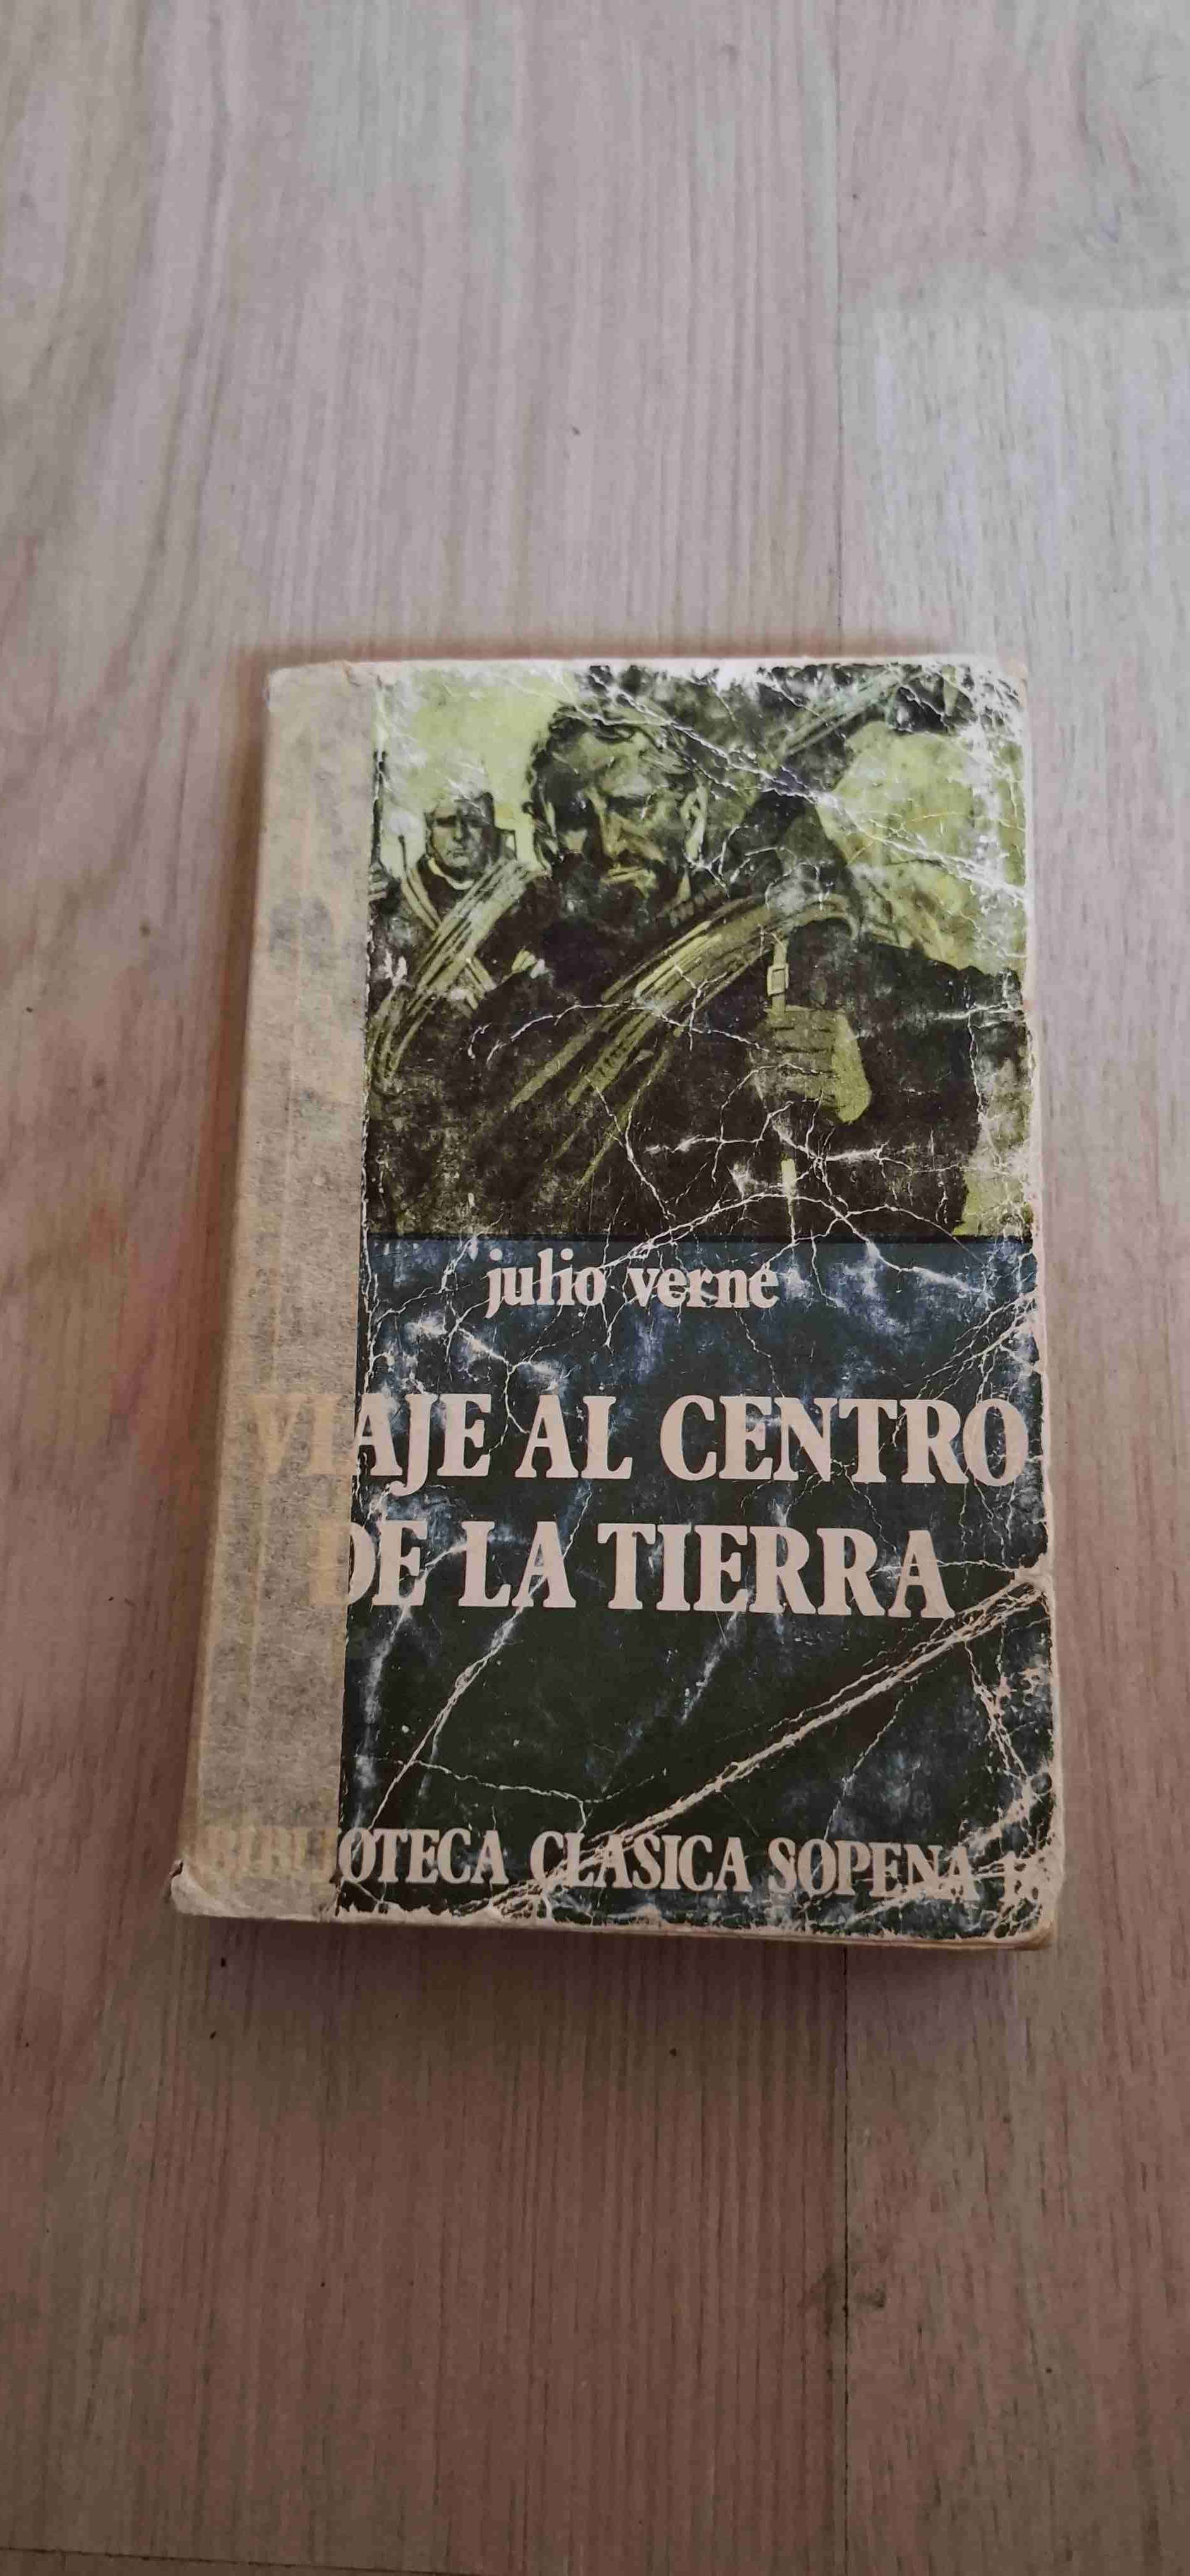 julio verne
VIAJE AL CENTRO
DE LA TIERRA
BIBLIOTECA CLASICA SOPENA